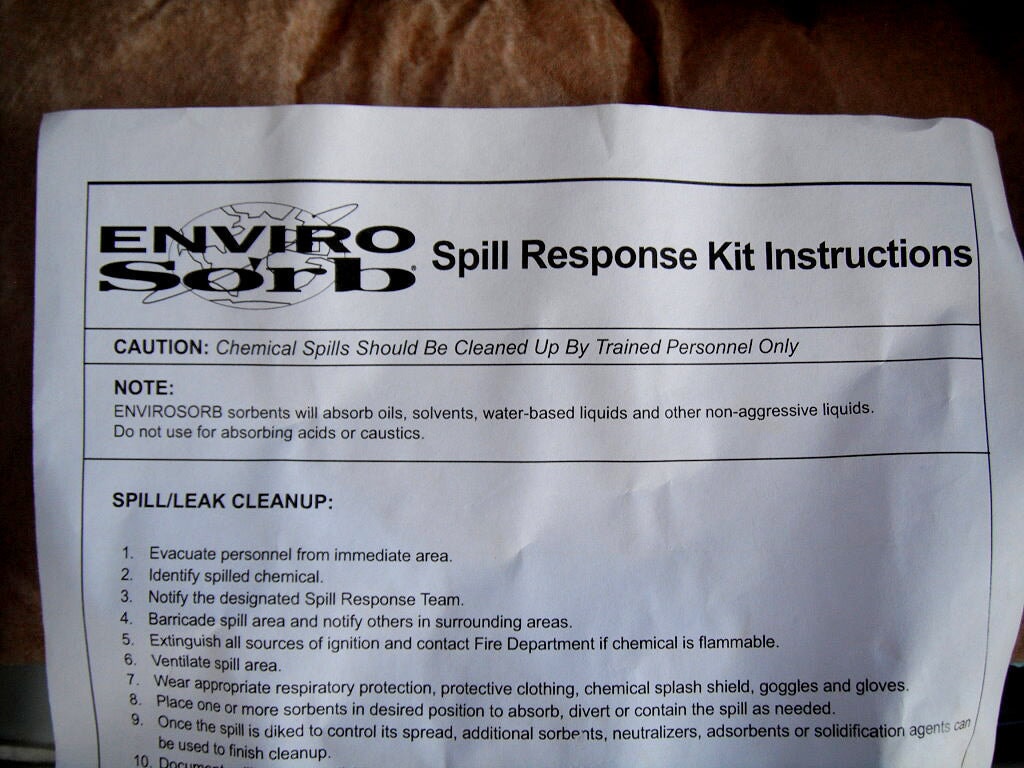 ENVIRO
Sorb®
Spill Response Kit Instructions
CAUTION: Chemical Spills Should Be Cleaned Up By Trained Personnel Only
NOTE:
ENVIROSORB sorbents will absorb oils, solvents, water-based liquids and other non-aggressive liquids.
Do not use for absorbing acids or caustics.
SPILL/LEAK CLEANUP:
1. Evacuate personnel from immediate area.
2. Identify spilled chemical.
3. Notify the designated Spill Response Team.
4. Barricade spill area and notify others in surrounding areas.
5. Extinguish all sources of ignition and contact Fire Department if chemical is flammable.
6. Ventilate spill area.
7. Wear appropriate respiratory protection, protective clothing, chemical splash shield, goggles and gloves.
8. Place one or more sorbents in desired position to absorb, divert or contain the spill as needed.
9. Once the spill is diked to control its spread, additional sorbents, neutralizers, adsorbents or solidification agents can
be used to finish cleanup.
10.